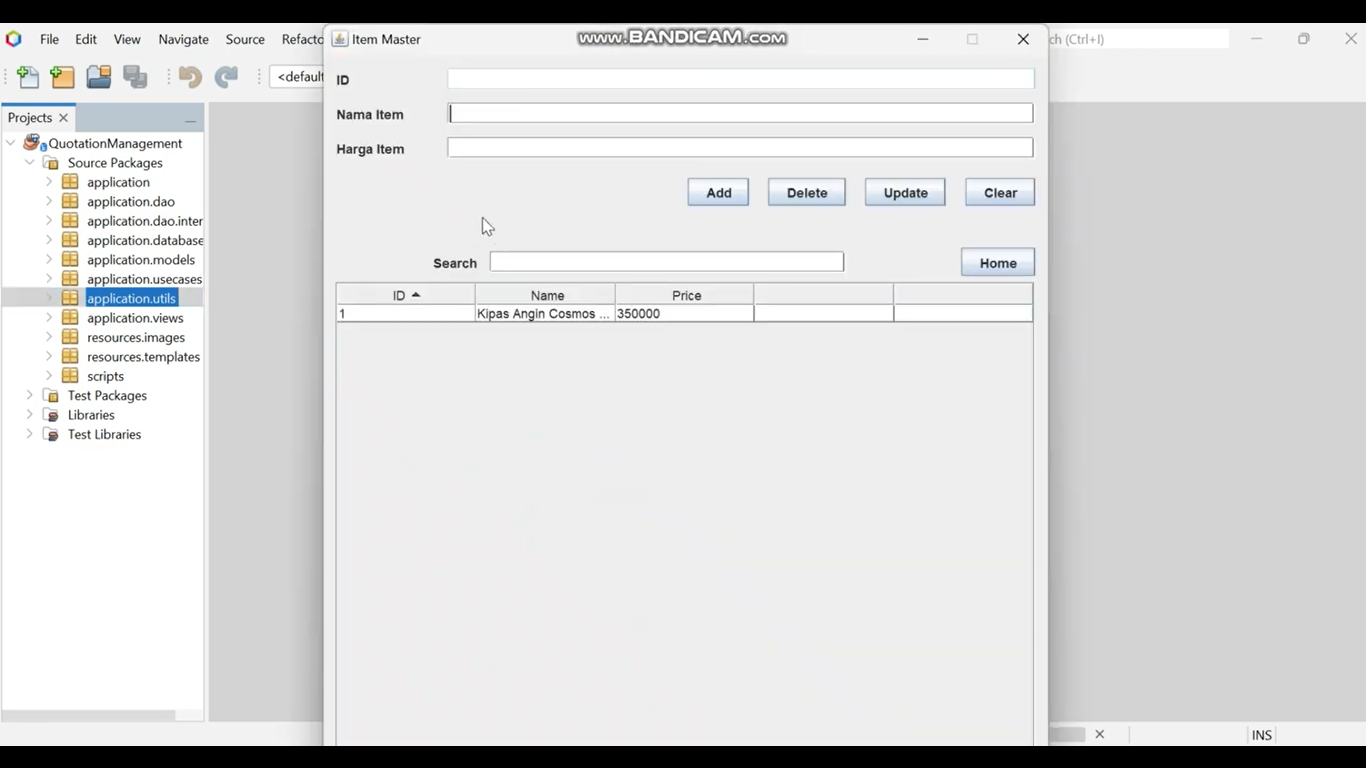 File Edit View Navigate Source Refacto
Item Master
www.BANDICAM.com
ch (Ctrl+I)
<default
Projects
QuotationManagement
Source Packages
application
application.dao
application.dao.inter
application.database
application.models
application.usecases
application.utils
application.views
resources.images
resources.templates
scripts
Test Packages
Libraries
Test Libraries
ID
Nama Item
Harga Item
Add Delete Update Clear
Search
Home
ID Name Price
1 Kipas Angin Cosmos ... 350000
INS